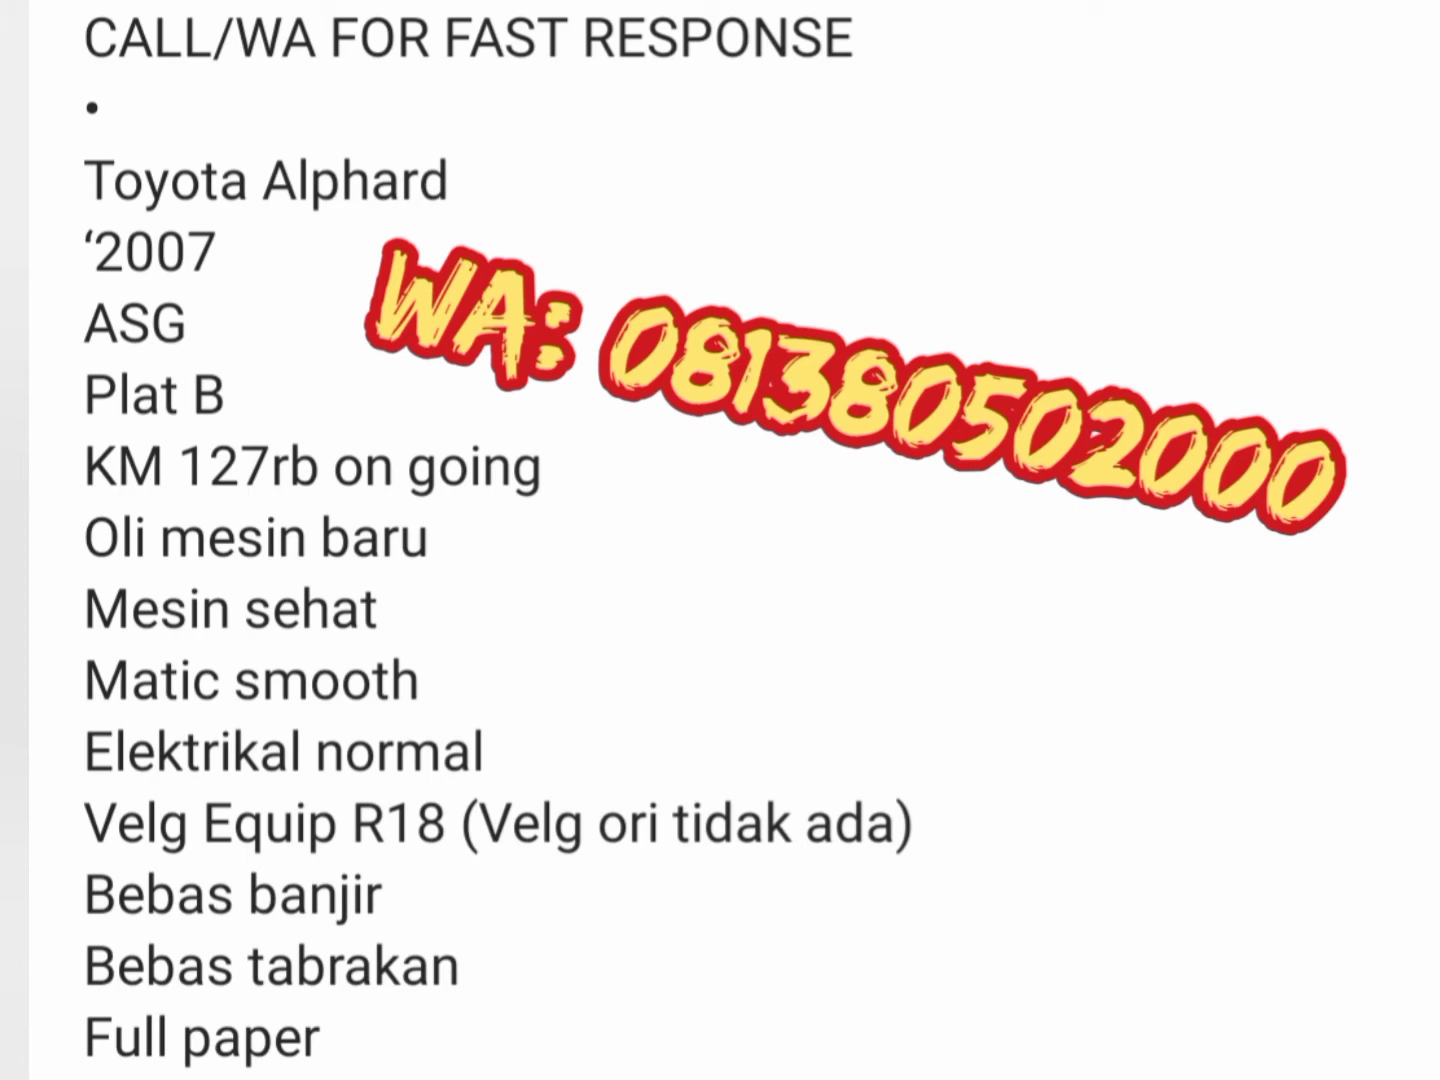 CALL/WA FOR FAST RESPONSE
•
Toyota Alphard
‘2007
WA: 081380502000
ASG
Plat B
KM 127rb on going
Oli mesin baru
Mesin sehat
Matic smooth
Elektrikal normal
Velg Equip R18 (Velg ori tidak ada)
Bebas banjir
Bebas tabrakan
Full paper